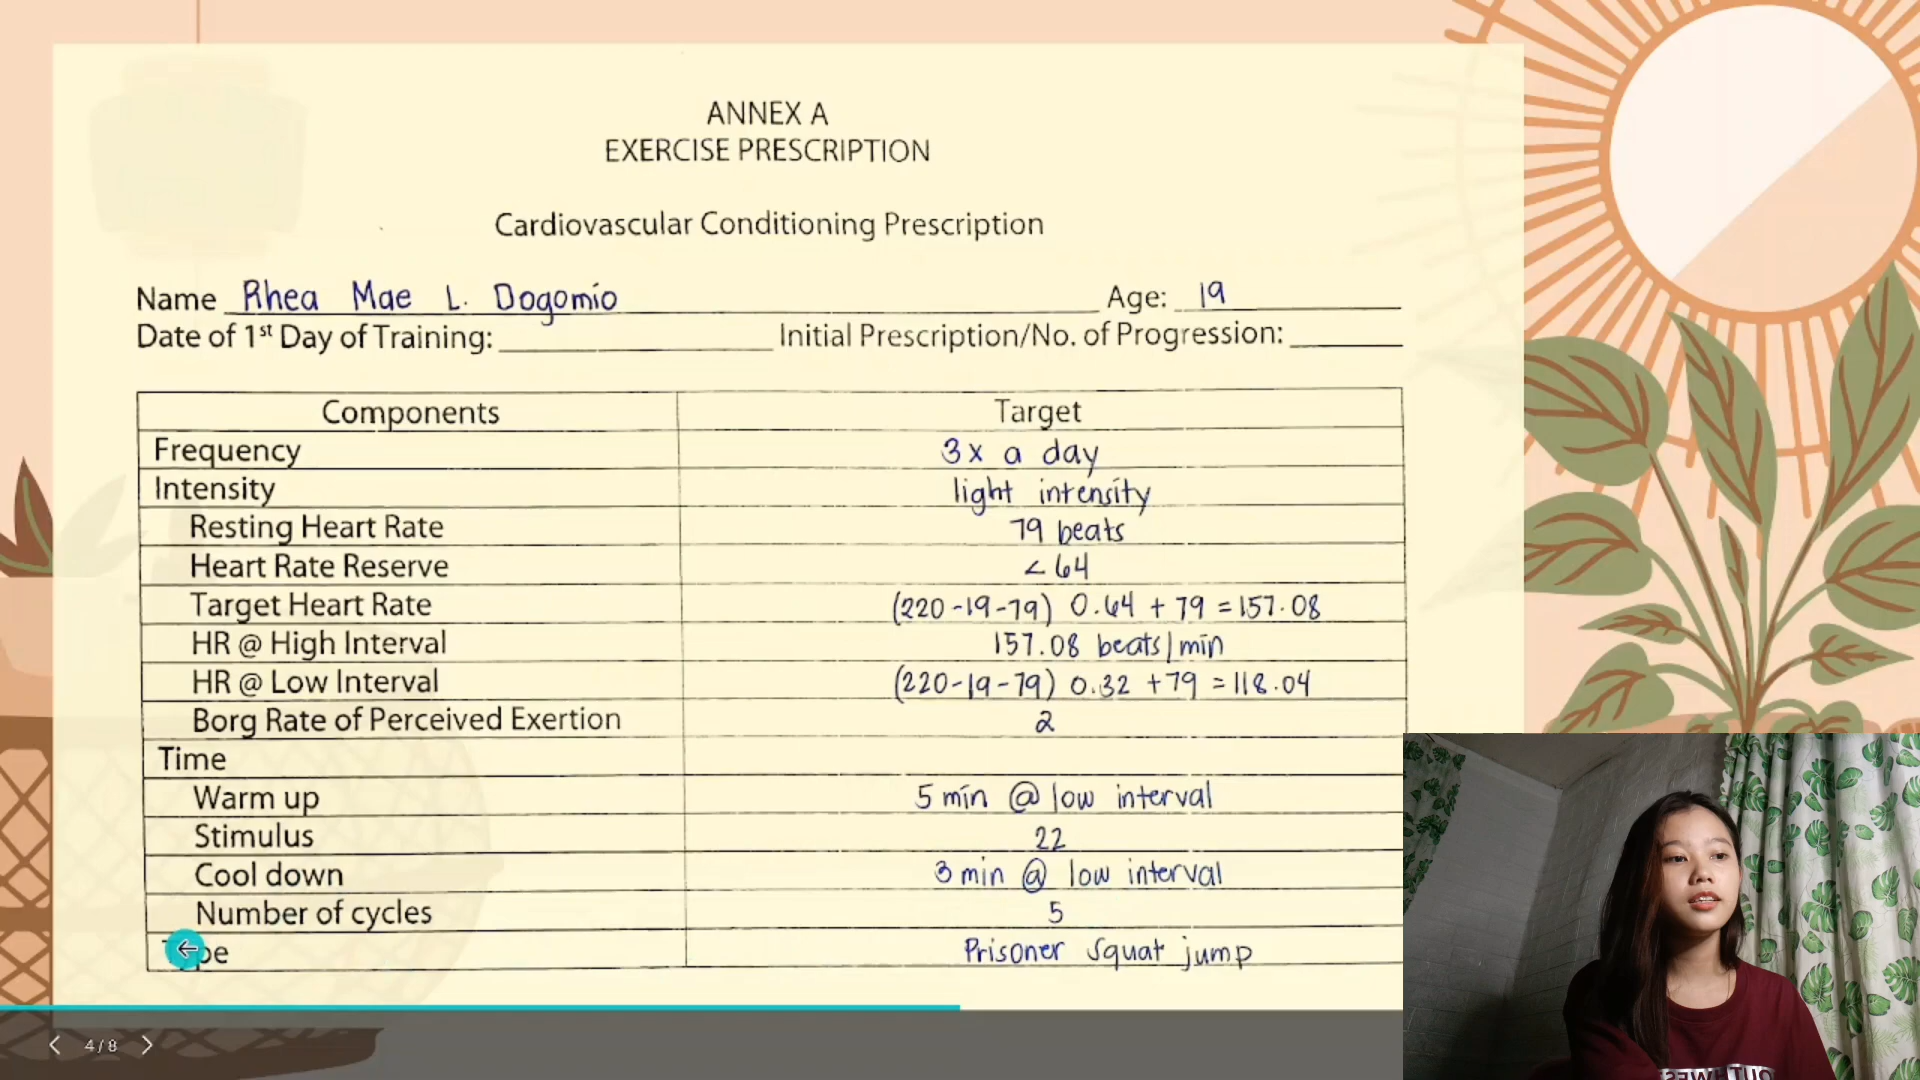 ANNEX A
EXERCISE PRESCRIPTION
Cardiovascular Conditioning Prescription
Name Rhea Mae L. Dogomio Age: 19
Date of 1st Day of Training: Initial Prescription/No. of Progression:
Components Target
Frequency 3x a day
Intensity light intensity
Resting Heart Rate 79 beats
Heart Rate Reserve < 64
Target Heart Rate (220-19-79) 0.64 + 79 = 157.08
HR @ High Interval 157.08 beats/min
HR @ Low Interval (220-19-79) 0.32 + 79 = 118.04
Borg Rate of Perceived Exertion 2
Time
Warm up 5 min @ low interval
Stimulus 22
Cool down 3 min @ low interval
Number of cycles 5
Type Prisoner squat jump
4/8